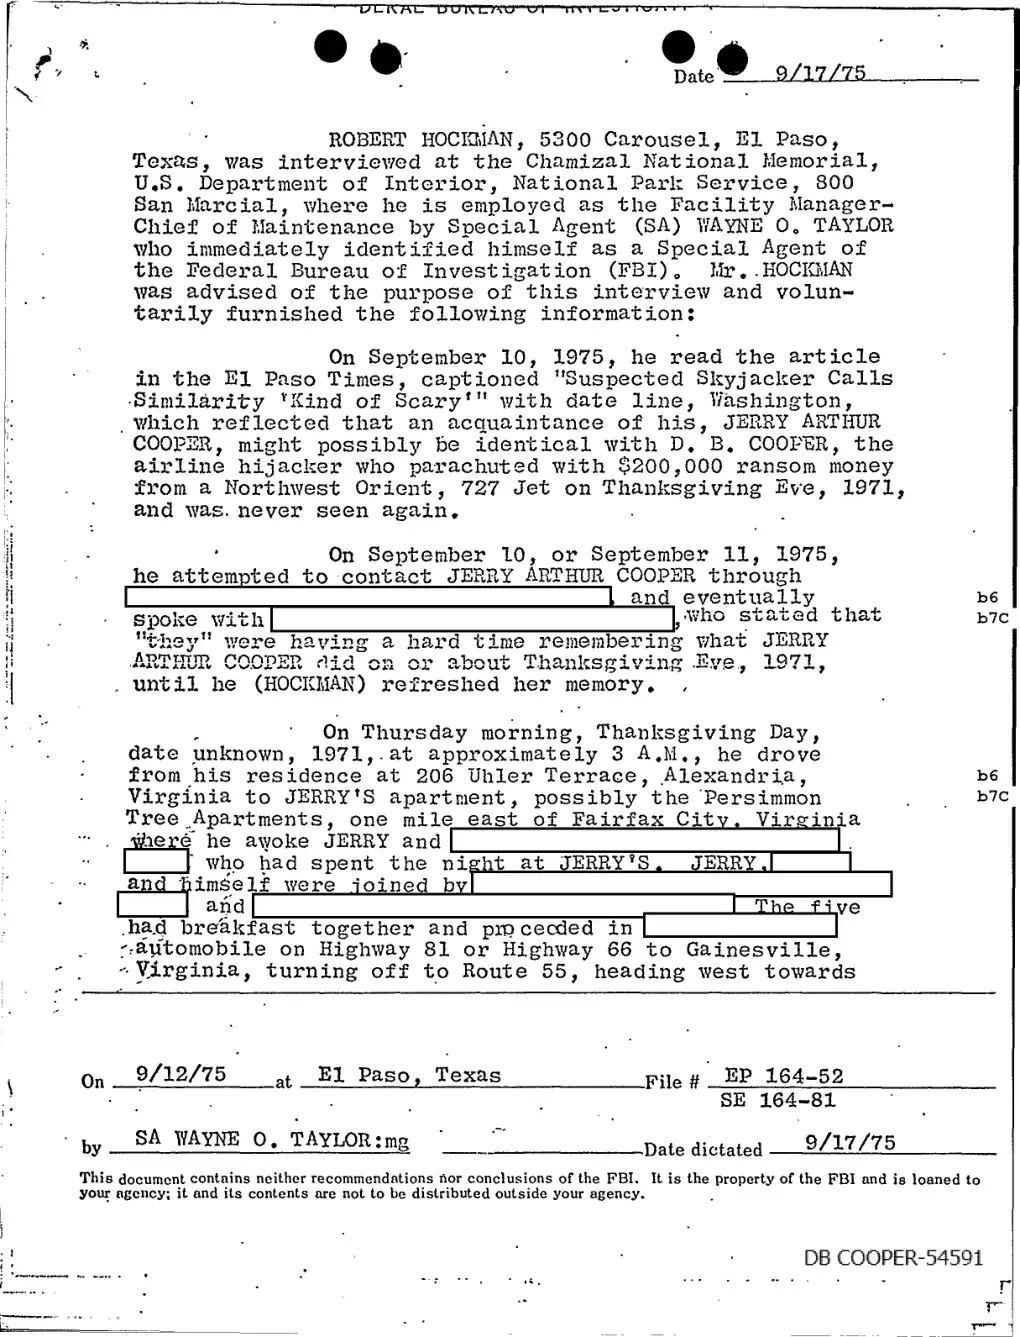 Date 9/17/75
ROBERT HOCKMAN, 5300 Carousel, El Paso,
Texas, was interviewed at the Chamizal National Memorial,
U.S. Department of Interior, National Park Service, 800
San Marcial, where he is employed as the Facility Manager-
Chief of Maintenance by Special Agent (SA) WAYNE O. TAYLOR
who immediately identified himself as a Special Agent of
the Federal Bureau of Investigation (FBI). Mr. HOCKMAN
was advised of the purpose of this interview and volun-
tarily furnished the following information:
On September 10, 1975, he read the article
in the El Paso Times, captioned "Suspected Skyjacker Calls
Similarity 'Kind of Scary'" with date line, Washington,
which reflected that an acquaintance of his, JERRY ARTHUR
COOPER, might possibly be identical with D. B. COOPER, the
airline hijacker who parachuted with $200,000 ransom money
from a Northwest Orient, 727 Jet on Thanksgiving Eve, 1971,
and was never seen again.
On September 10, or September 11, 1975,
he attempted to contact JERRY ARTHUR COOPER through
, and eventually b6
spoke with , who stated that b7C
"they" were having a hard time remembering what JERRY
ARTHUR COOPER did on or about Thanksgiving Eve, 1971,
until he (HOCKMAN) refreshed her memory.
On Thursday morning, Thanksgiving Day,
date unknown, 1971, at approximately 3 A.M., he drove
from his residence at 206 Uhler Terrace, Alexandria, b6
Virginia to JERRY'S apartment, possibly the Persimmon b7C
Tree Apartments, one mile east of Fairfax City, Virginia
where he awoke JERRY and
who had spent the night at JERRY'S. JERRY,
and himself were joined by
and The five
had breakfast together and proceeded in
automobile on Highway 81 or Highway 66 to Gainesville,
Virginia, turning off to Route 55, heading west towards
On 9/12/75 at El Paso, Texas File # EP 164-52
SE 164-81
by SA WAYNE O. TAYLOR:mg Date dictated 9/17/75
This document contains neither recommendations nor conclusions of the FBI. It is the property of the FBI and is loaned to
your agency; it and its contents are not to be distributed outside your agency.
DB COOPER-54591